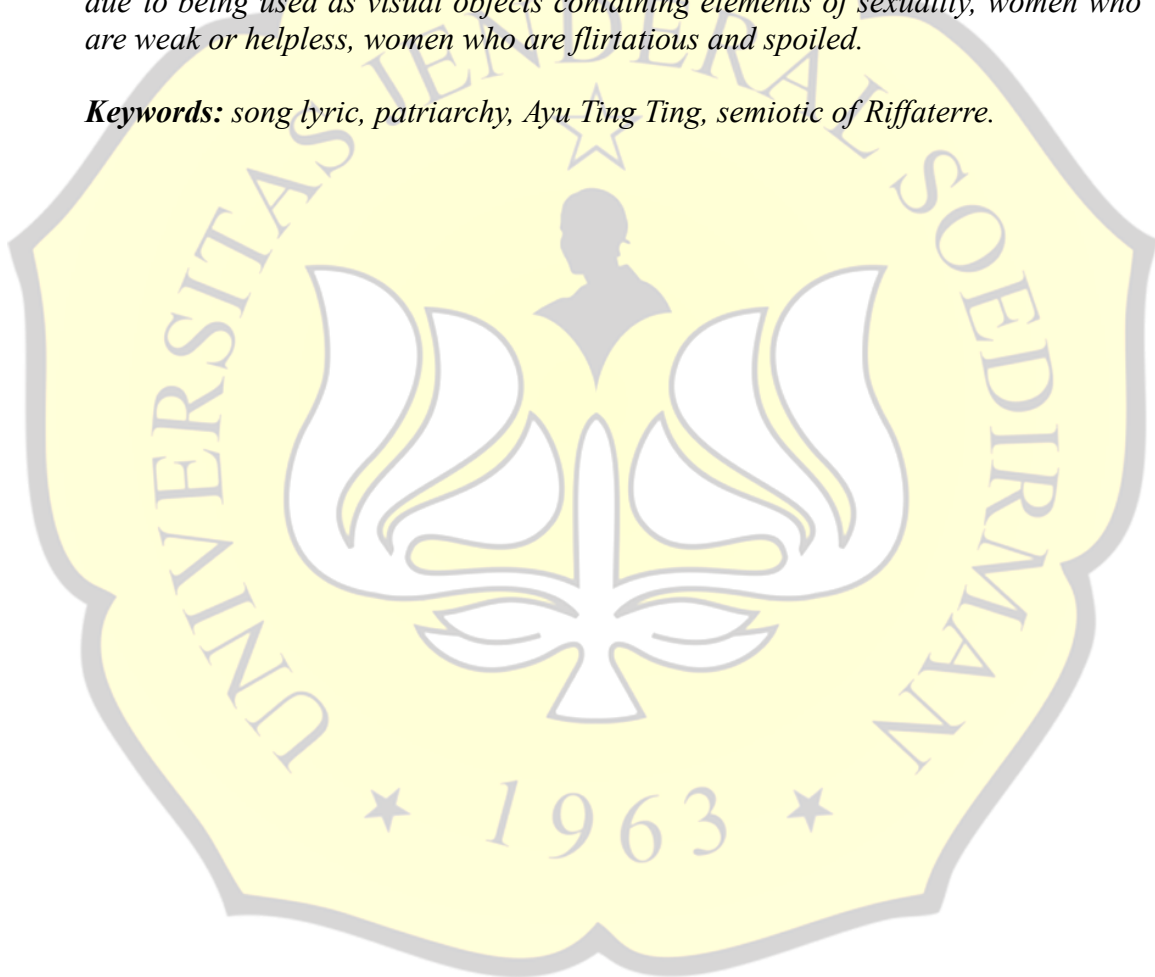 due to being used as visual objects containing elements of sexuality, women who
are weak or helpless, women who are flirtatious and spoiled.
Keywords: song lyric, patriarchy, Ayu Ting Ting, semiotic of Riffaterre.
UNIVERSITAS JENDERAL SOEDIRMAN
1963